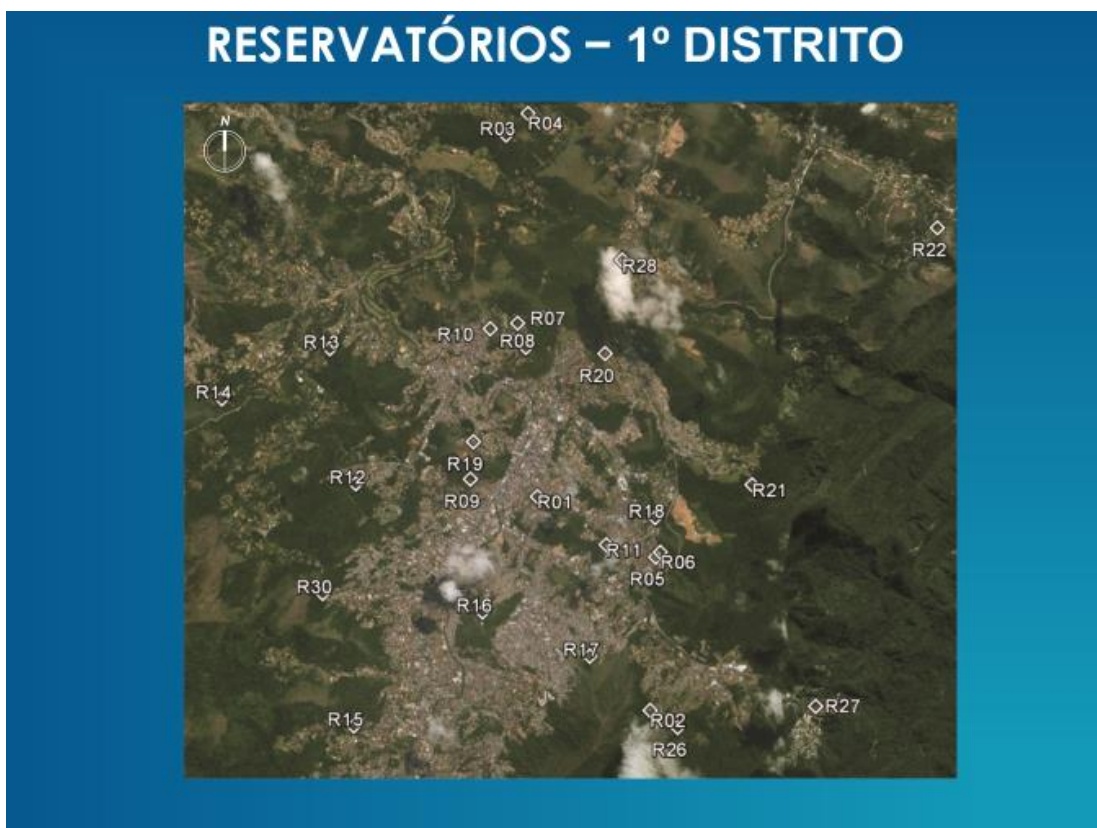 RESERVATÓRIOS – 1º DISTRITO
N
R03
R04
R22
R28
R07
R10
R08
R13
R20
R14
R19
R12
R09
R01
R21
R18
R11
R06
R05
R30
R16
R17
R27
R02
R15
R26